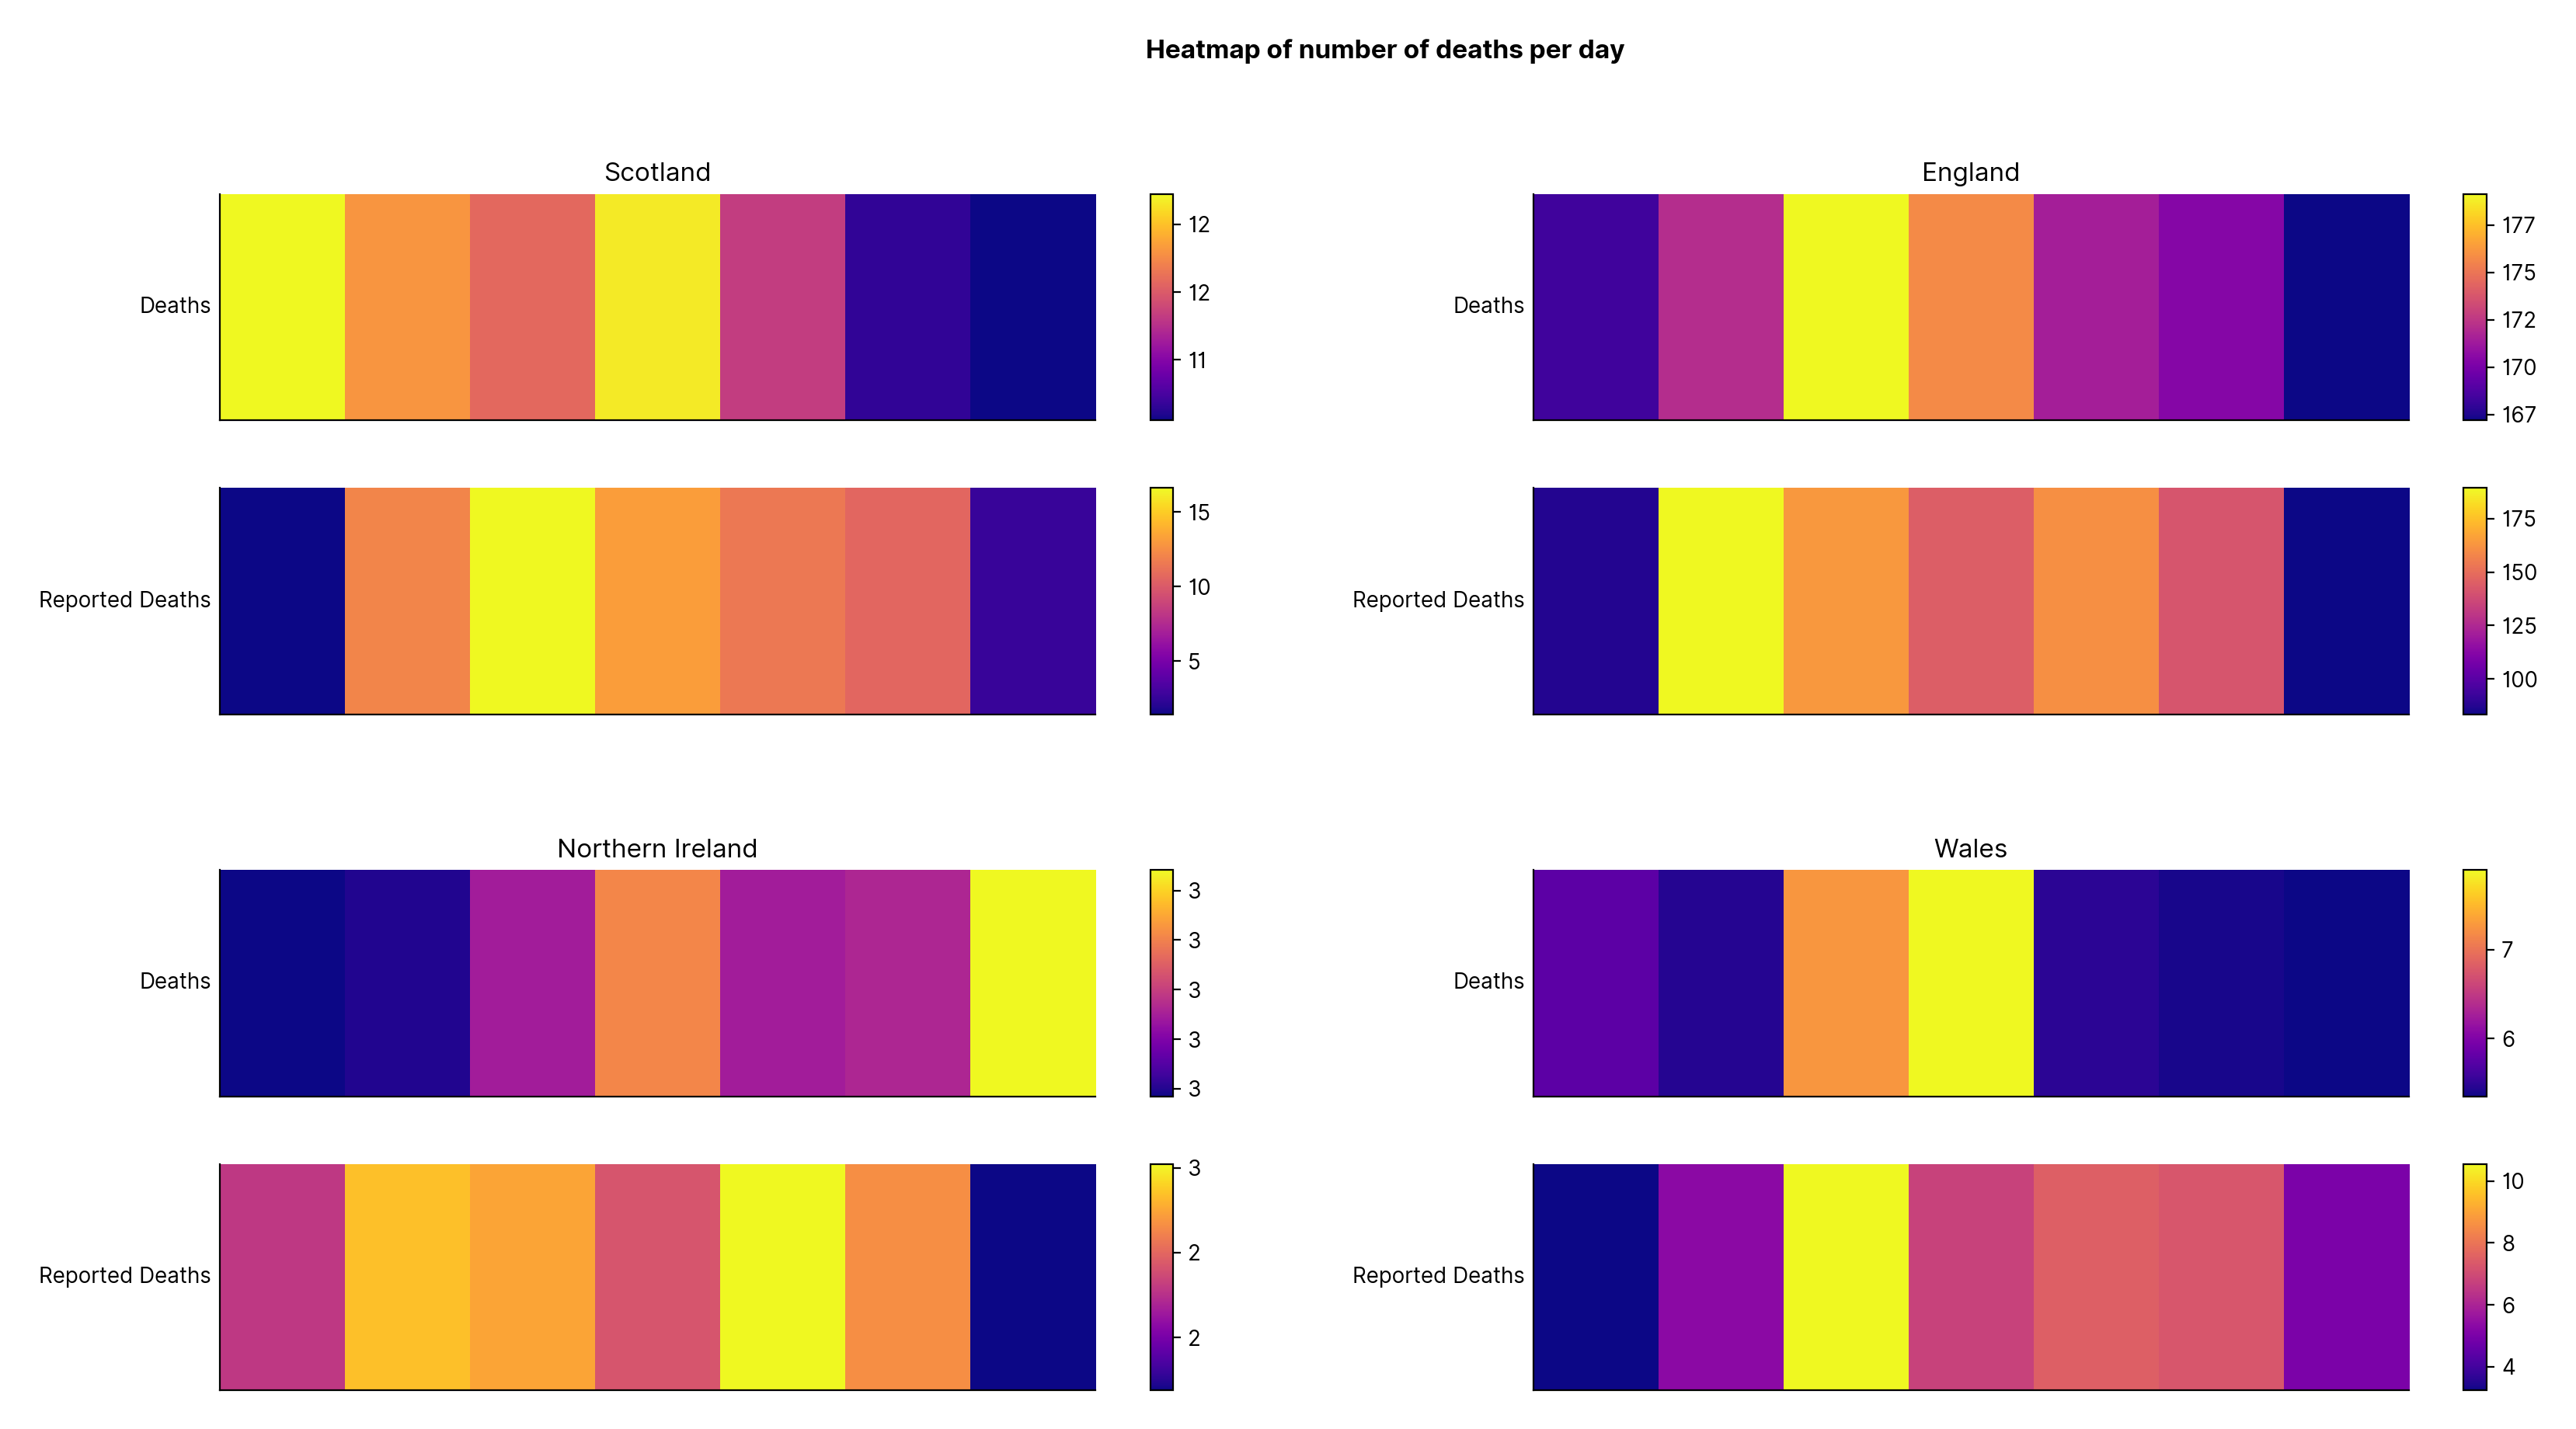 Heatmap of number of deaths per day
Scotland
Deaths
12
12
11
Reported Deaths
15
10
5
England
Deaths
177
175
172
170
167
Reported Deaths
175
150
125
100
Northern Ireland
Deaths
3
3
3
3
3
Reported Deaths
3
2
2
Wales
Deaths
7
6
Reported Deaths
10
8
6
4